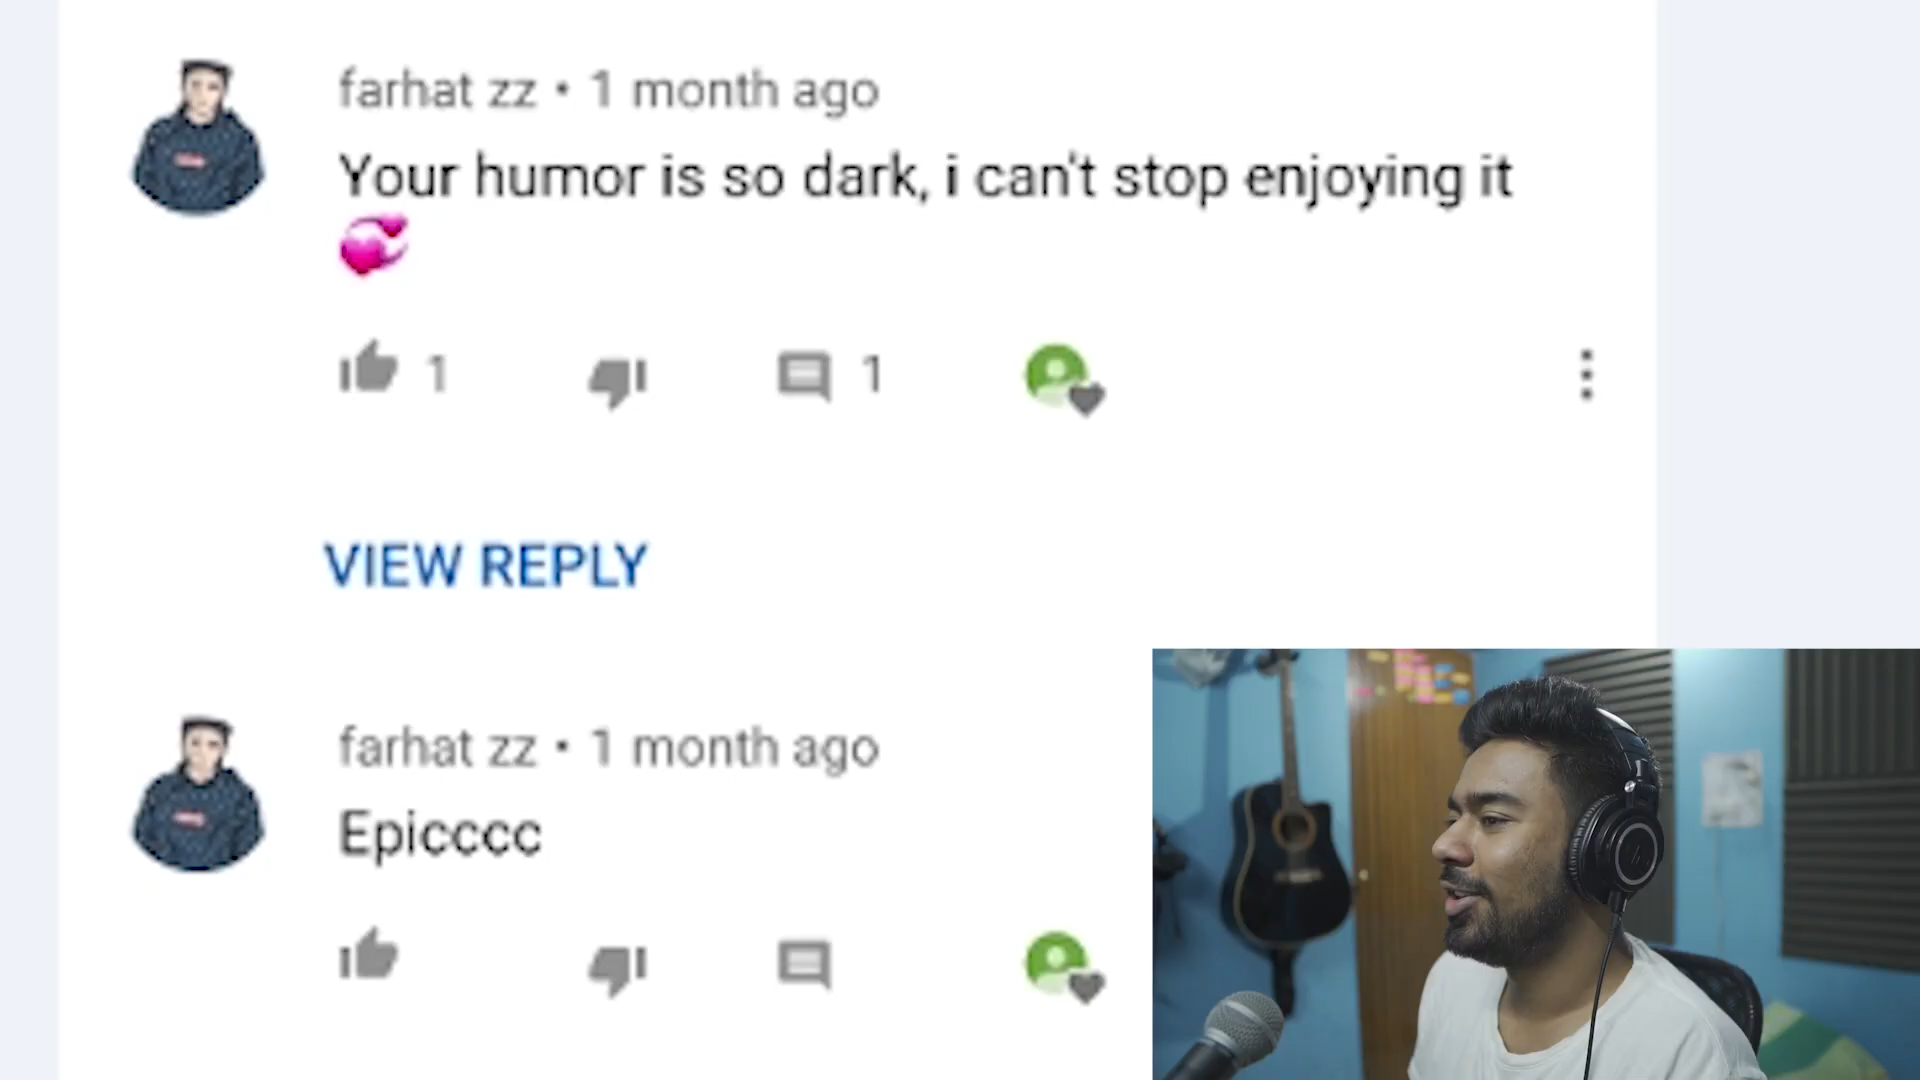 farhat zz • 1 month ago
Your humor is so dark, i can't stop enjoying it
💞
1
1
VIEW REPLY
farhat zz • 1 month ago
Epicccc